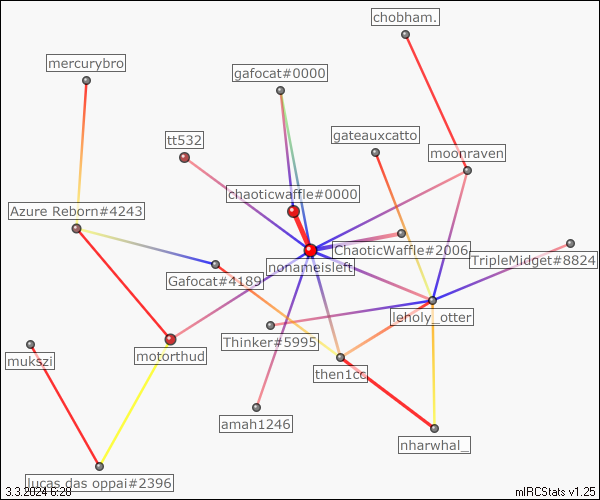 chobham.
mercurybro
gafocat#0000
gateauxcatto
tt532
moonraven
chaoticwaffle#0000
Azure Reborn#4243
ChaoticWaffle#2006
TripleMidget#8824
nonameisleft
Gafocat#4189
leholy_otter
Thinker#5995
motorthud
mukszi
then1cc
amah1246
nharwhal_
lucas das oppai#2396
3.3.2024 6:28
mIRCStats v1.25